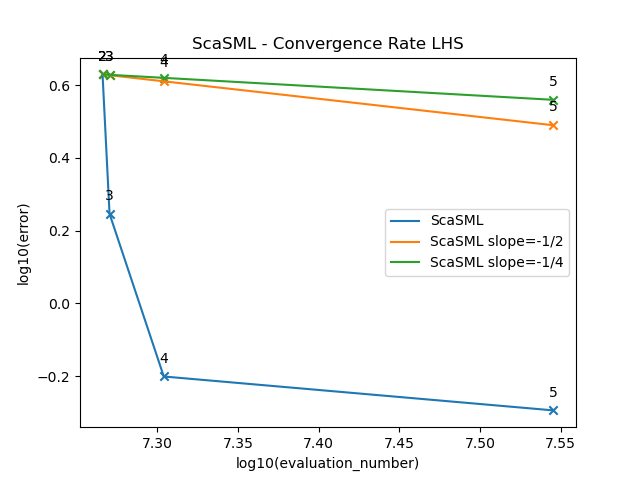 ScaSML - Convergence Rate LHS
23
4
4
5
5
3
4
5
0.6
0.4
0.2
0.0
−0.2
log10(error)
ScaSML
ScaSML slope=-1/2
ScaSML slope=-1/4
7.30 7.35 7.40 7.45 7.50 7.55
log10(evaluation_number)